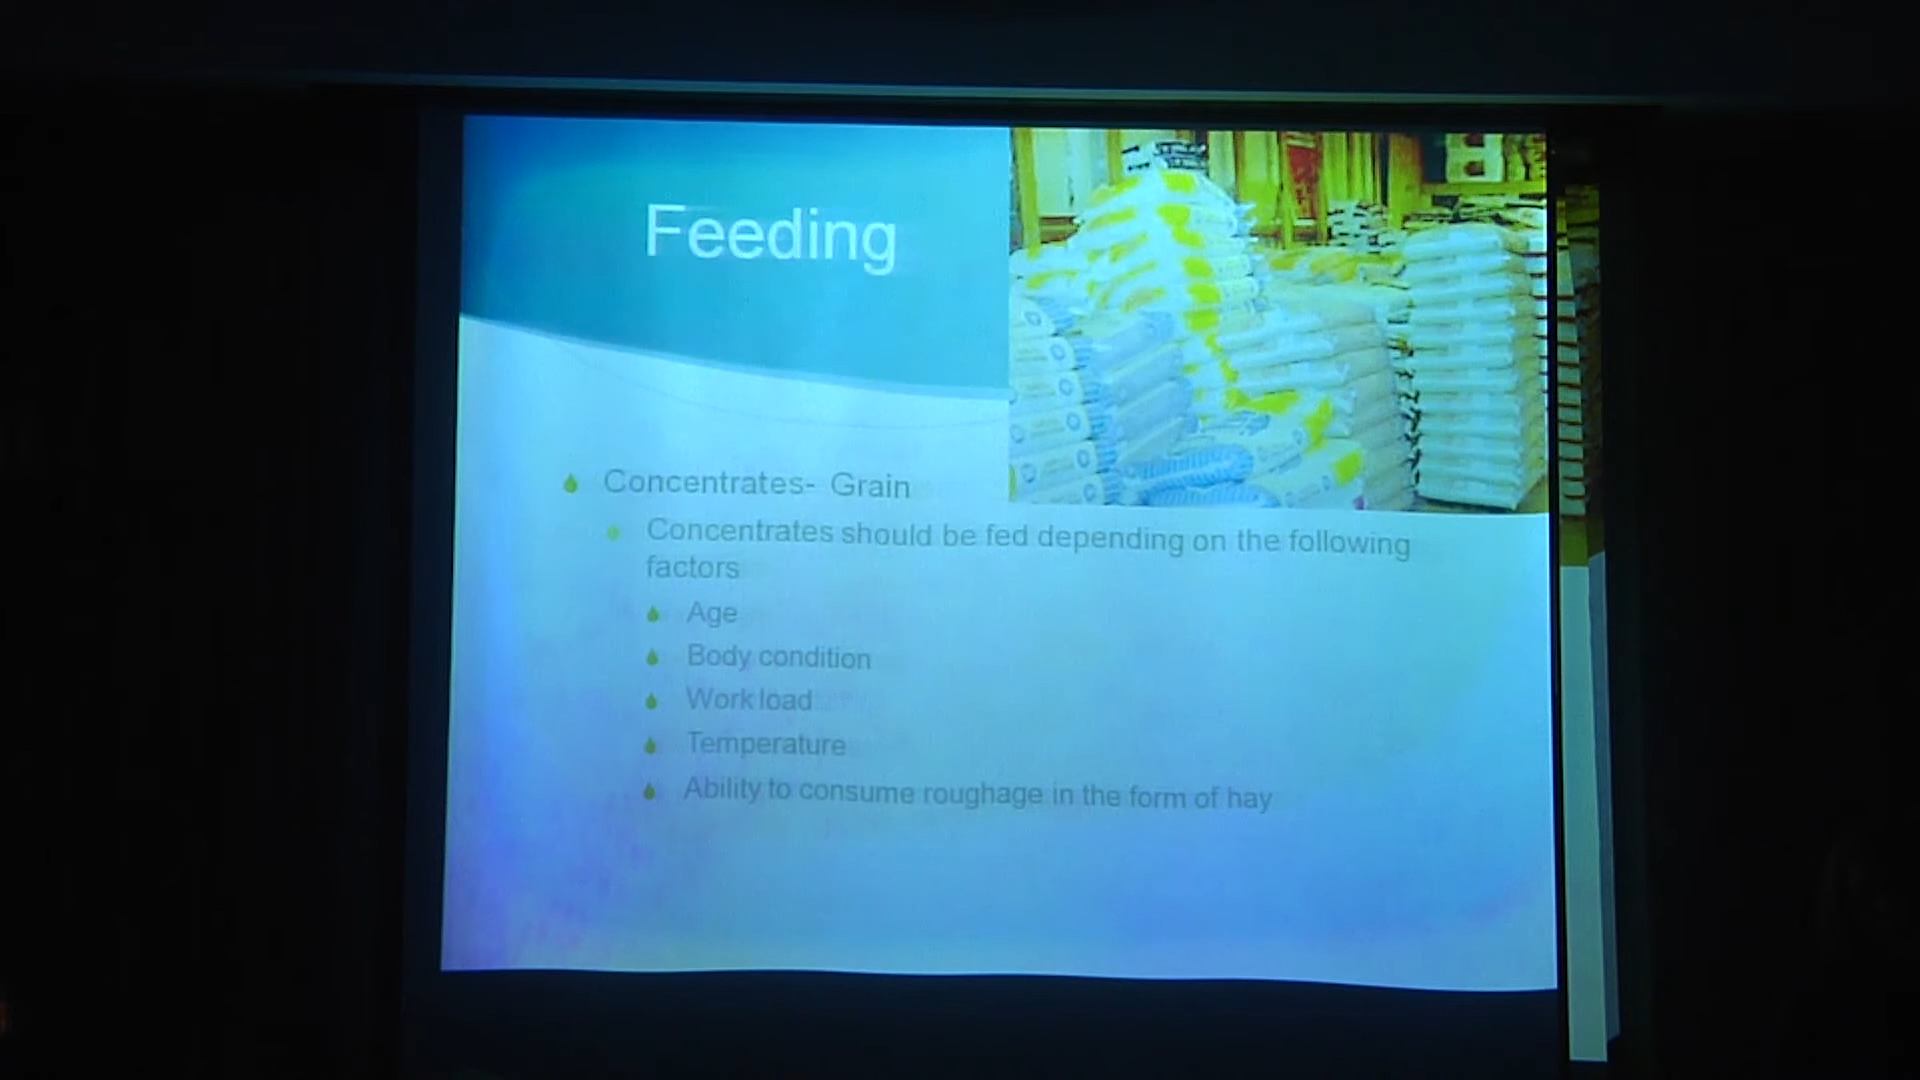 Feeding
Concentrates- Grain
Concentrates should be fed depending on the following
factors
Age
Body condition
Work load
Temperature
Ability to consume roughage in the form of hay